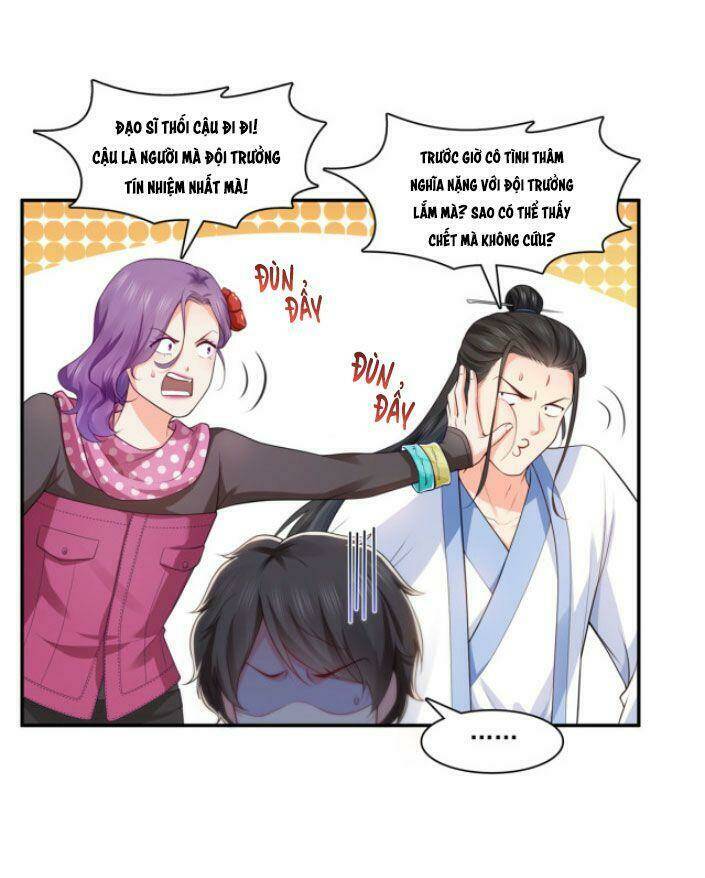 ĐẠO SĨ THỐI CẬU ĐI ĐI!
CẬU LÀ NGƯỜI MÀ ĐỘI TRƯỞNG
TÍN NHIỆM NHẤT MÀ!
TRƯỚC GIỜ CÔ TÌNH THÂM
NGHĨA NẶNG VỚI ĐỘI TRƯỞNG
LẮM MÀ? SAO CÓ THỂ THẤY
CHẾT MÀ KHÔNG CỨU?
ĐÙN
ĐẨY
ĐÙN
ĐẨY
......